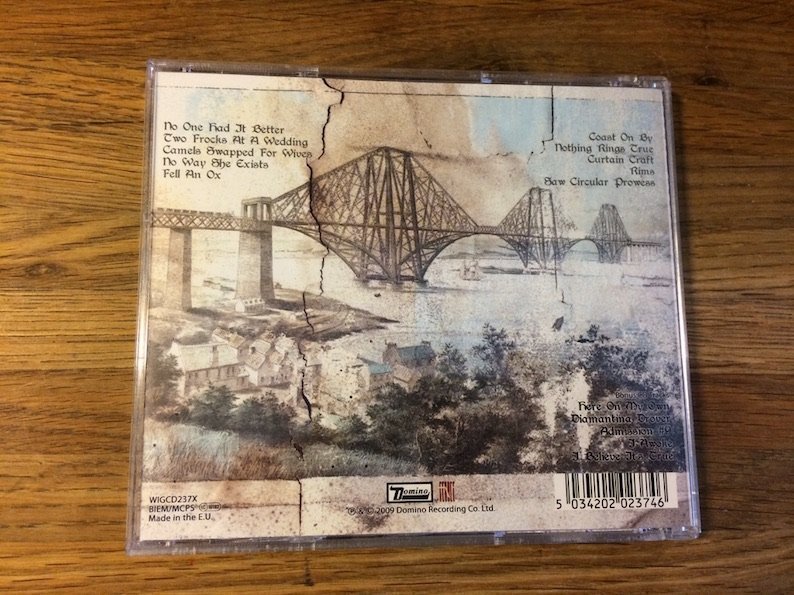 No One Had It Better
Two Frocks At A Wedding
Camels Swapped For Wives
No Way She Exists
Fell An Ox
Coast On By
Nothing Rings True
Curtain Craft
Rims
Saw Circular Prowess
Here On My Own
Diamantina Drover
Admission #9
I Awoke
I Believe It's True
WIGCD237X
BIEM/MCPS
Made in the E.U.
Domino
℗ & © 2009 Domino Recording Co. Ltd.
5 034202 023746